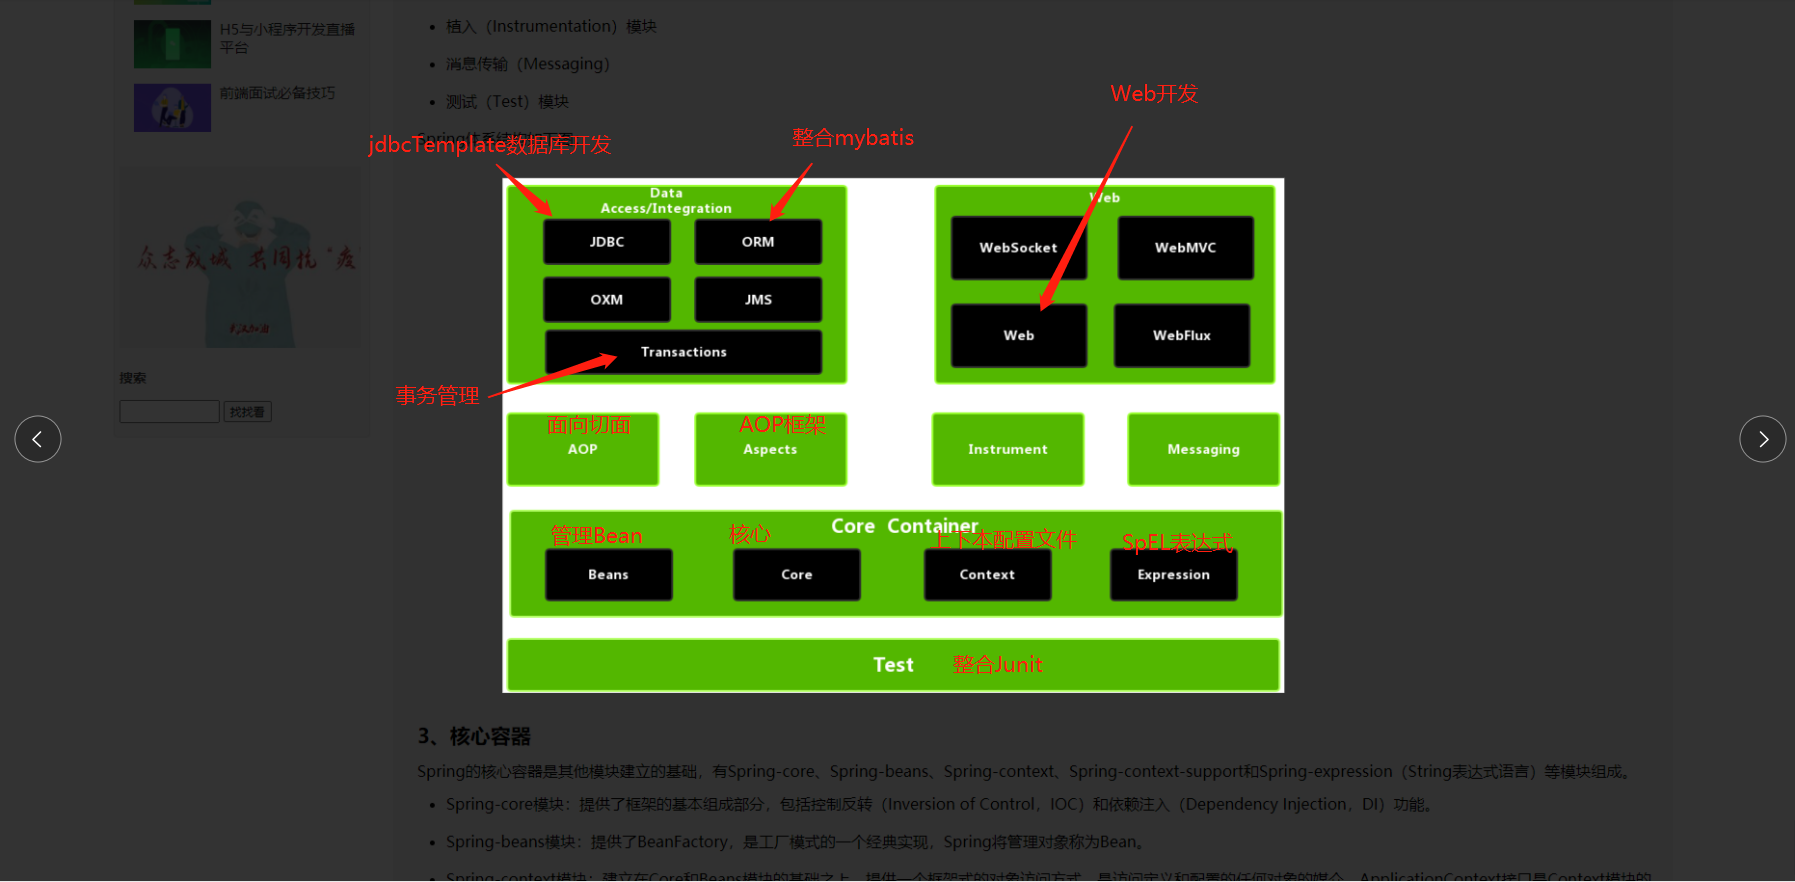 H5与小程序开发直播
平台
前端面试必备技巧
众志成城 共同抗“疫
武汉加油
搜索
找找看
• 植入（Instrumentation）模块
• 消息传输（Messaging）
• 测试（Test）模块
jdbcTemplate数据库开发
整合mybatis
Web开发
Data
Access/Integration
JDBC
ORM
OXM
JMS
Transactions
事务管理
Web
WebSocket
WebMVC
Web
WebFlux
面向切面
AOP
AOP框架
Aspects
Instrument
Messaging
Core Container
管理Bean
核心
上下本配置文件
SpEL表达式
Beans
Core
Context
Expression
Test
整合Junit
3、核心容器
Spring的核心容器是其他模块建立的基础，有Spring-core、Spring-beans、Spring-context、Spring-context-support和Spring-expression（String表达式语言）等模块组成。
• Spring-core模块：提供了框架的基本组成部分，包括控制反转（Inversion of Control，IOC）和依赖注入（Dependency Injection，DI）功能。
• Spring-beans模块：提供了BeanFactory，是工厂模式的一个经典实现，Spring将管理对象称为Bean。
• Spring-context模块：建立在Core和Beans模块的基础之上，提供一个框架式的对象访问方式，是访问定义和配置的任何对象的媒介。ApplicationContext接口是Context模块的